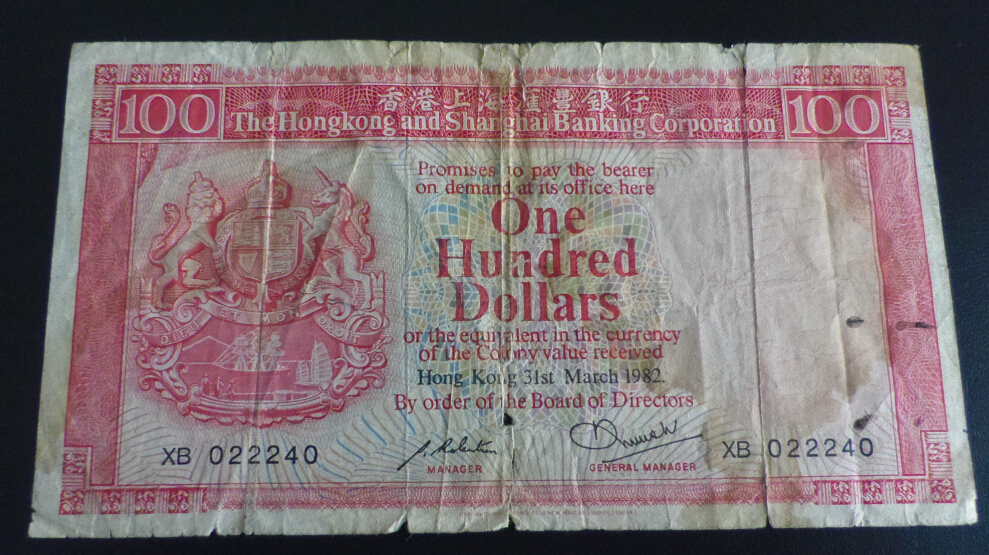 香港上海滙豐銀行
100 The Hongkong and Shanghai Banking Corporation 100
Promises to pay the bearer
on demand at its office here
One
Hundred
Dollars
or the equivalent in the currency
of the Colony value received
Hong Kong 31st March 1982.
By order of the Board of Directors
XB 022240 XB 022240
MANAGER GENERAL MANAGER